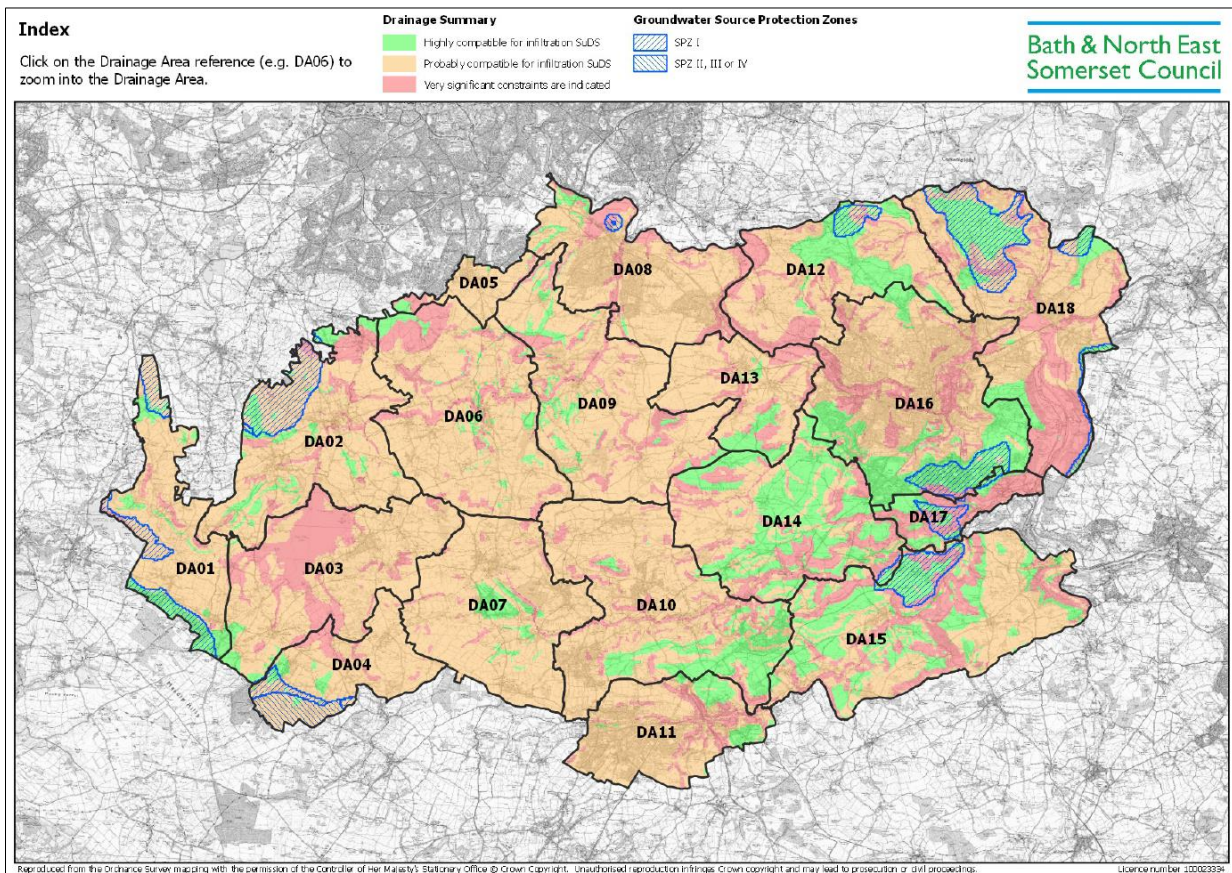 Index
Click on the Drainage Area reference (e.g. DA06) to
zoom into the Drainage Area.
Drainage Summary
Highly compatible for infiltration SuDS
Probably compatible for infiltration SuDS
Very significant constraints are indicated
Groundwater Source Protection Zones
SPZ I
SPZ II, III or IV
Bath & North East
Somerset Council
DA05
DA08
DA12
DA18
DA13
DA06
DA09
DA16
DA02
DA14
DA17
DA01
DA03
DA07
DA10
DA15
DA04
DA11
Reproduced from the Ordnance Survey mapping with the permission of the Controller of Her Majesty's Stationery Office © Crown Copyright. Unauthorised reproduction infringes Crown copyright and may lead to prosecution or civil proceedings.
Licence number 100023334